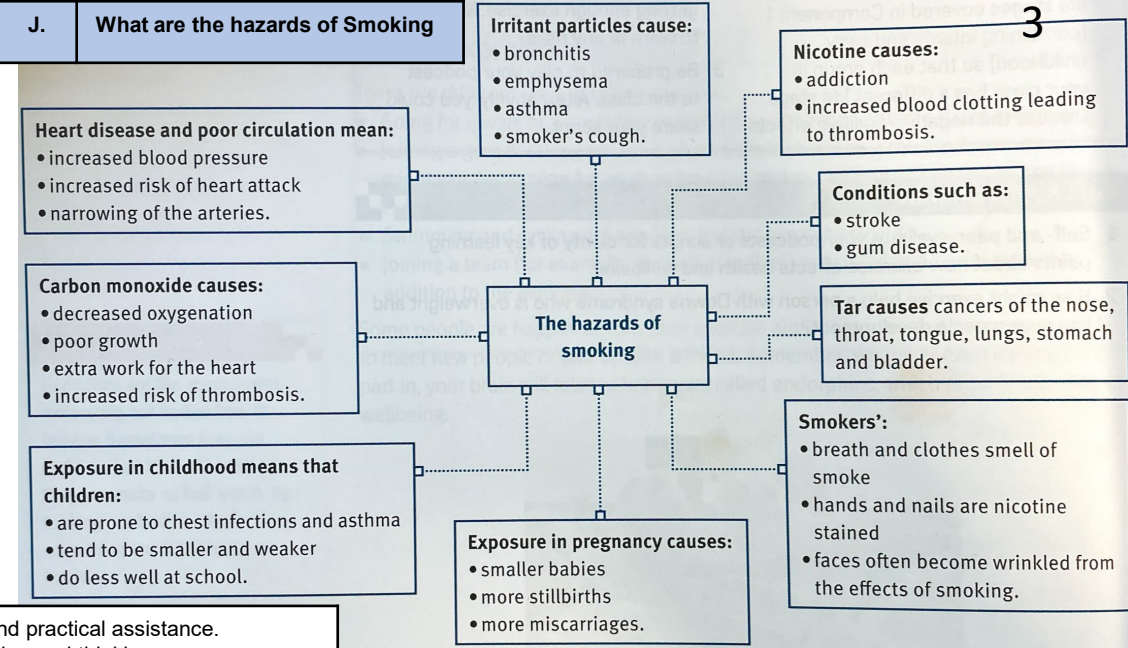 J. What are the hazards of Smoking
3
Irritant particles cause:
• bronchitis
• emphysema
• smoker's cough.
Nicotine causes:
• addiction
• increased blood clotting leading
to thrombosis.
Heart disease and poor circulation mean:
• increased blood pressure
• increased risk of heart attack
• narrowing of the arteries.
Conditions such as:
• stroke
• gum disease.
Carbon monoxide causes:
• decreased oxygenation
• poor growth
• extra work for the heart
• increased risk of thrombosis.
The hazards of
smoking
Tar causes cancers of the nose,
throat, tongue, lungs, stomach
and bladder.
Exposure in childhood means that
children:
• are prone to chest infections and asthma
• tend to be smaller and weaker
• do less well at school.
Exposure in pregnancy causes:
• smaller babies
• more stillbirths
• more miscarriages.
Smokers':
• breath and clothes smell of
smoke
• hands and nails are nicotine
stained
• faces often become wrinkled from
the effects of smoking.
nd practical assistance.